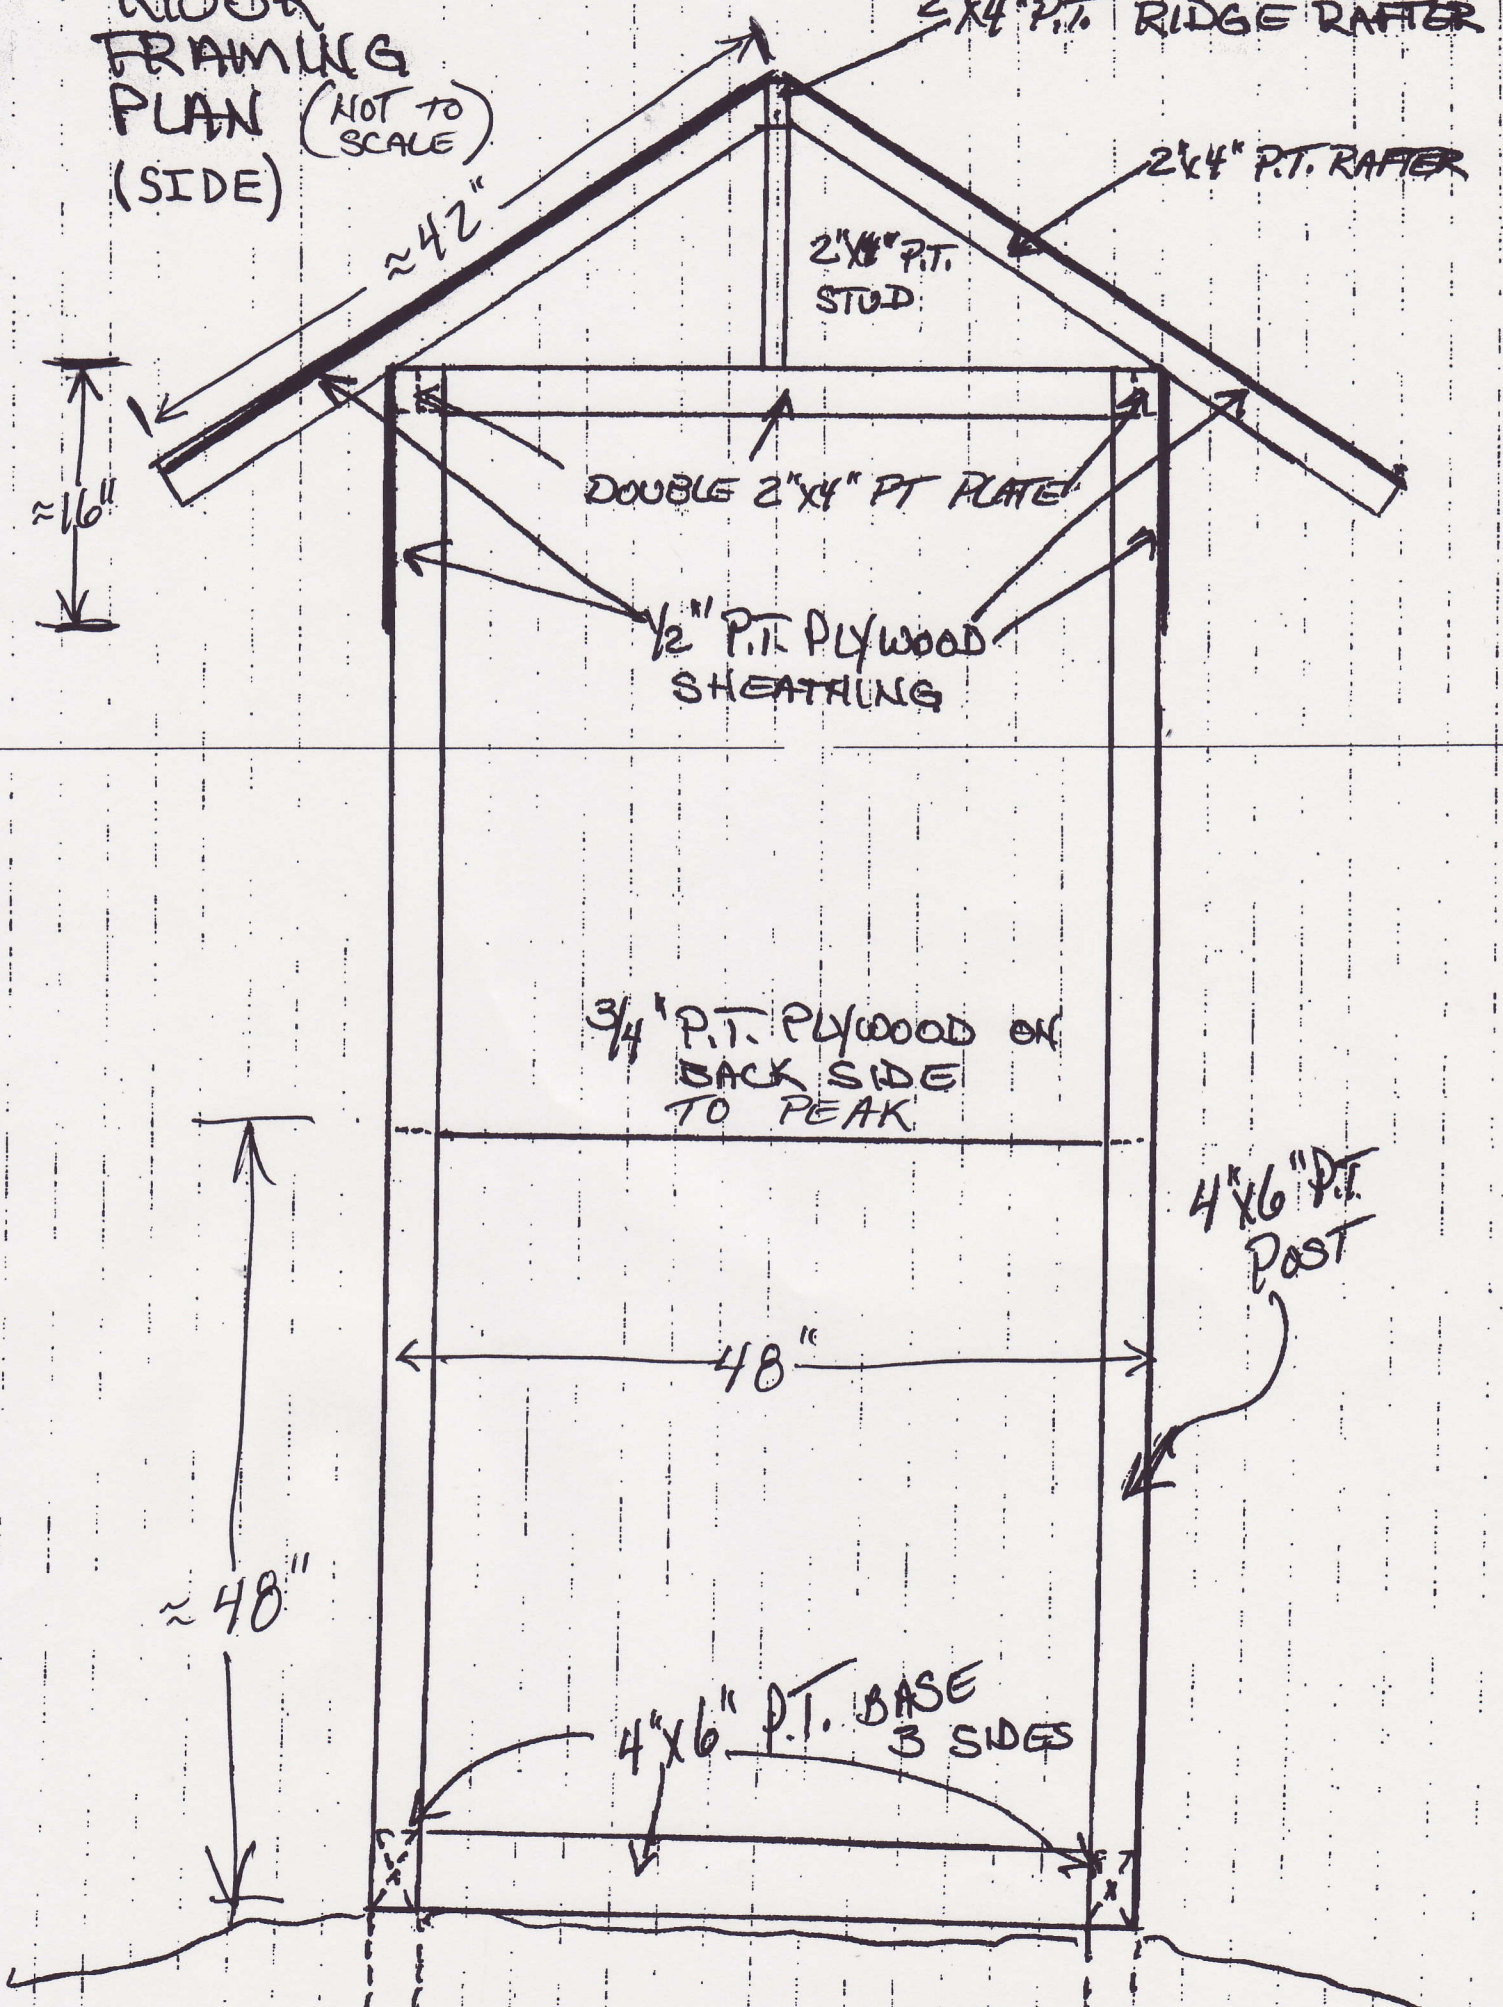 FRAMING
PLAN (NOT TO
SCALE)
(SIDE)
2"X4" P.T. RIDGE RAFTER
2"X4" P.T. RAFTER
≈42"
P.T.
STUD
≈16"
DOUBLE 2"X4" PT PLATE
1/2" P.T. PLYWOOD
SHEATHING
3/4" P.T. PLYWOOD ON
BACK SIDE
TO PEAK
4"X6" P.T.
POST
48"
≈48"
4"X6" P.T. BASE
3 SIDES